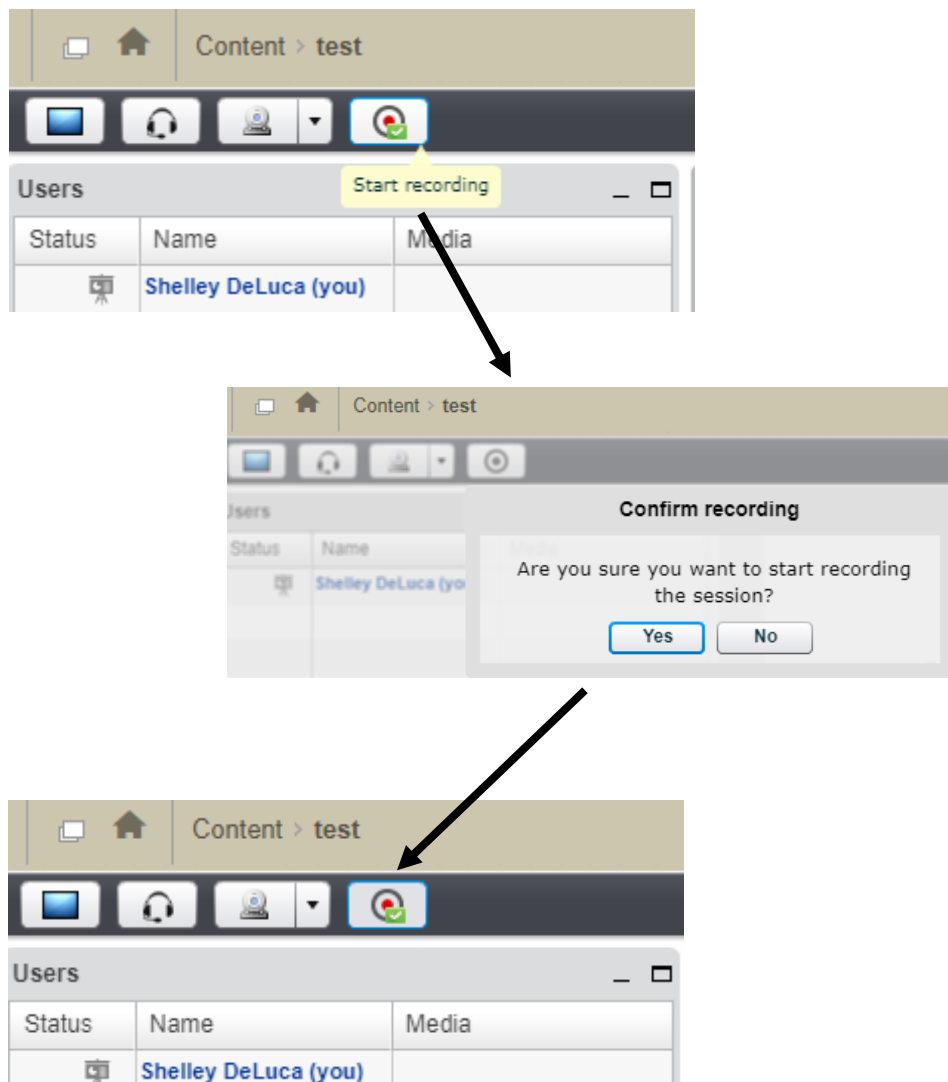 Content > test
Start recording
Users
Status Name Media
Shelley DeLuca (you)
Content > test
Users
Confirm recording
Status Name Media
Are you sure you want to start recording
the session?
Shelley DeLuca (yo
Yes No
Content > test
Users
Status Name Media
Shelley DeLuca (you)